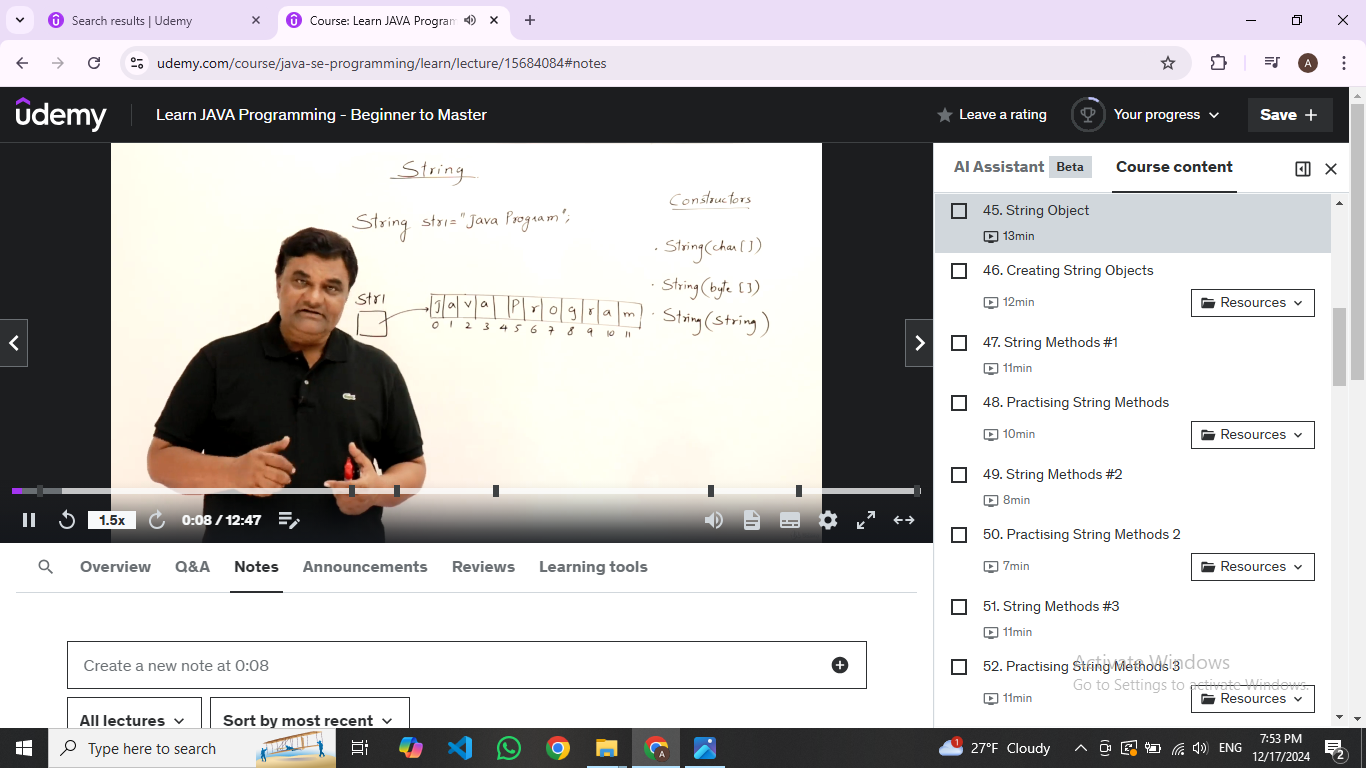 Search results | Udemy
Course: Learn JAVA Program
udemy.com/course/java-se-programming/learn/lecture/15684084#notes
A
udemy
Learn JAVA Programming - Beginner to Master
Leave a rating
Your progress
Save +
String
String str1="Java Program";
Str1
J a v a P r o g r a m
0 1 2 3 4 5 6 7 8 9 10 11
Constructors
. String(char[])
. String(byte[])
. String(String)
1.5x
0:08 / 12:47
AI Assistant Beta
Course content
45. String Object
13min
46. Creating String Objects
12min
Resources
47. String Methods #1
11min
48. Practising String Methods
10min
Resources
49. String Methods #2
8min
50. Practising String Methods 2
7min
Resources
51. String Methods #3
11min
52. Practising String Methods 3
11min
Resources
Activate Windows
Go to Settings to activate Windows.
Overview Q&A Notes Announcements Reviews Learning tools
Create a new note at 0:08
All lectures
Sort by most recent
Type here to search
1
27°F Cloudy
ENG
7:53 PM
12/17/2024
2